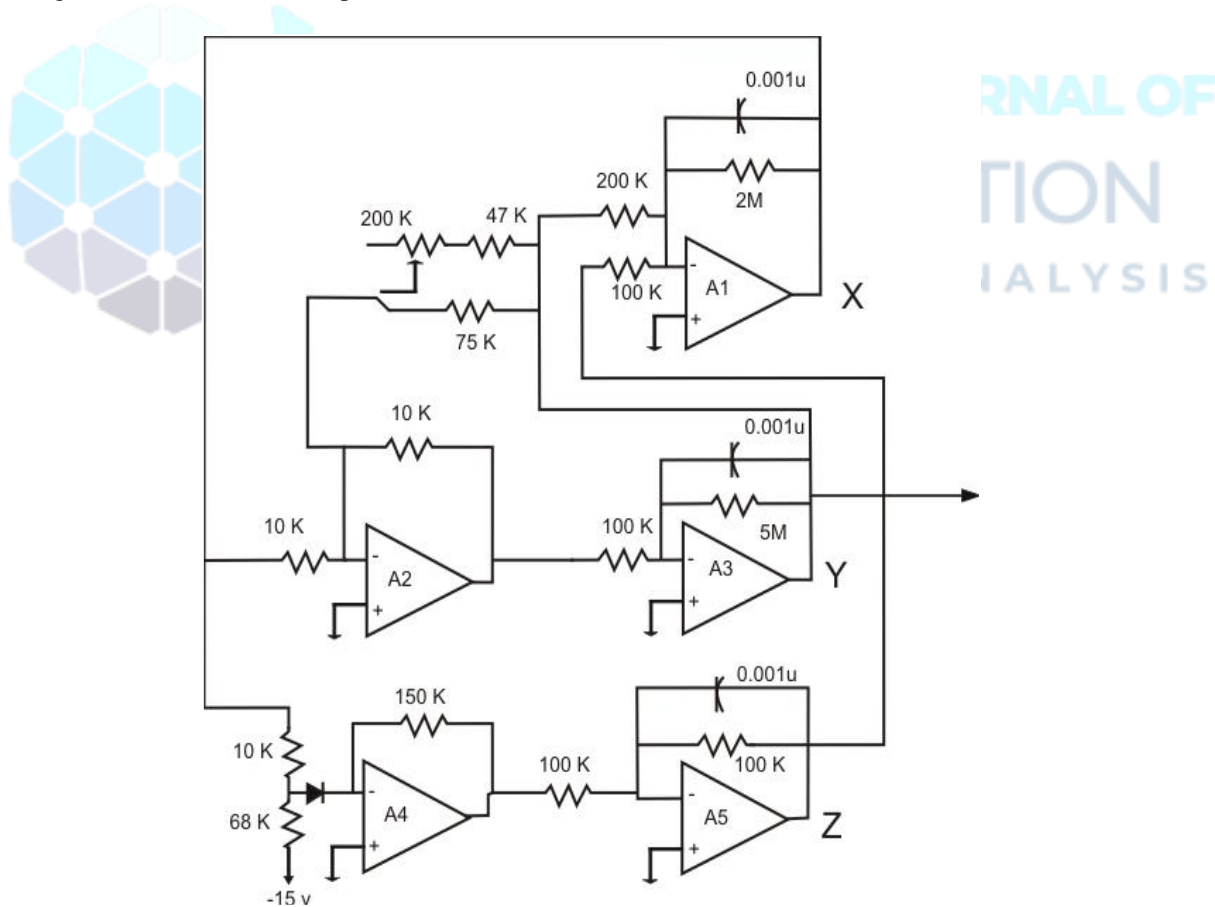 0.001u
RNAL OF
TION
NALYSIS
200 K
2M
200 K
47 K
100 K
-
A1
+
X
75 K
10 K
0.001u
10 K
100 K
5M
-
A2
+
-
A3
+
Y
0.001u
150 K
10 K
100 K
100 K
68 K
-
A4
+
-
A5
+
Z
-15 v